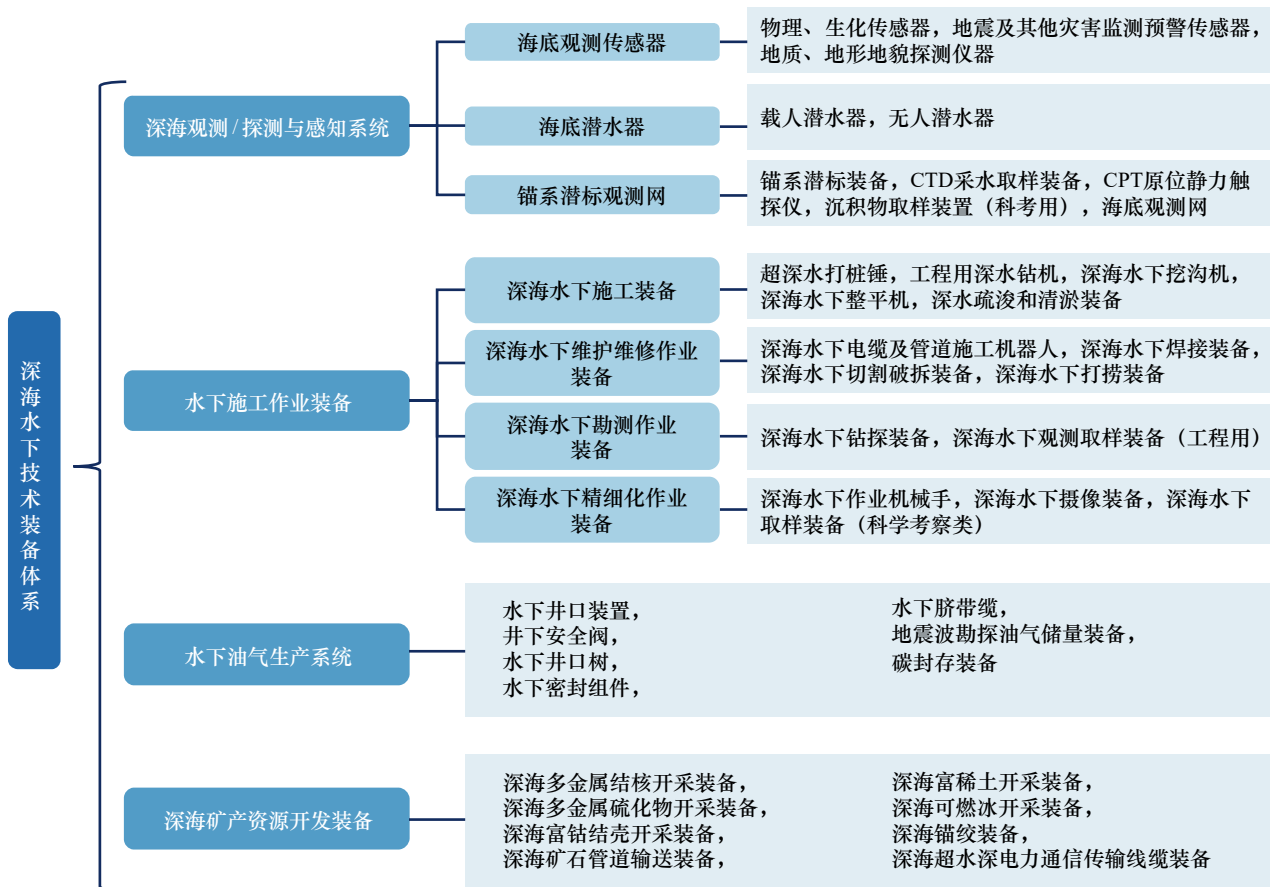 深海水下技术装备体系
深海观测/探测与感知系统
海底观测传感器
物理、生化传感器，地震及其他灾害监测预警传感器，
地质、地形地貌探测仪器
海底潜水器
载人潜水器，无人潜水器
锚系潜标观测网
锚系潜标装备，CTD采水取样装备，CPT原位静力触
探仪，沉积物取样装置（科考用），海底观测网
水下施工作业装备
深海水下施工装备
超深水打桩锤，工程用深水钻机，深海水下挖沟机，
深海水下整平机，深水疏浚和清淤装备
深海水下维护维修作业
装备
深海水下电缆及管道施工机器人，深海水下焊接装备，
深海水下切割破拆装备，深海水下打捞装备
深海水下勘测作业
装备
深海水下钻探装备，深海水下观测取样装备（工程用）
深海水下精细化作业
装备
深海水下作业机械手，深海水下摄像装备，深海水下
取样装备（科学考察类）
水下油气生产系统
水下井口装置，
井下安全阀，
水下井口树，
水下密封组件，
水下脐带缆，
地震波勘探油气储量装备，
碳封存装备
深海矿产资源开发装备
深海多金属结核开采装备，
深海多金属硫化物开采装备，
深海富钴结壳开采装备，
深海矿石管道输送装备，
深海富稀土开采装备，
深海可燃冰开采装备，
深海锚绞装备，
深海超水深电力通信传输线缆装备